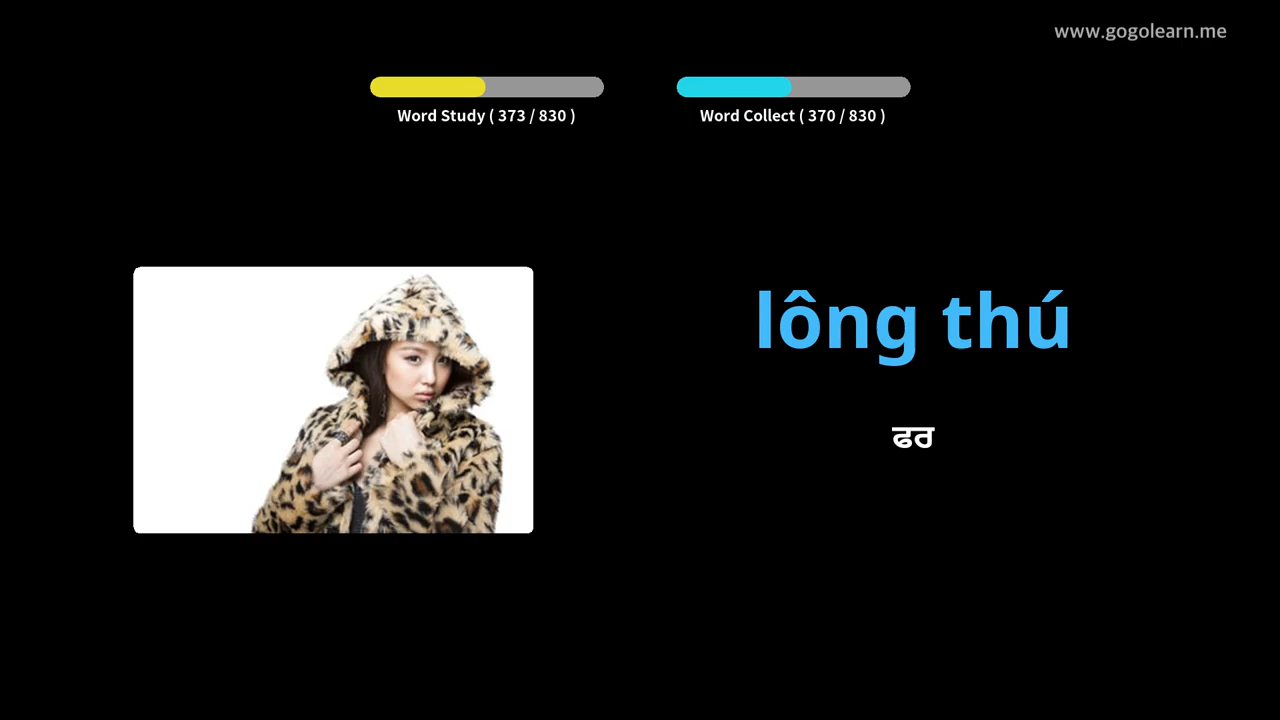 www.gogolearn.me
Word Study ( 373 / 830 )
Word Collect ( 370 / 830 )
lông thú
ਫਰ